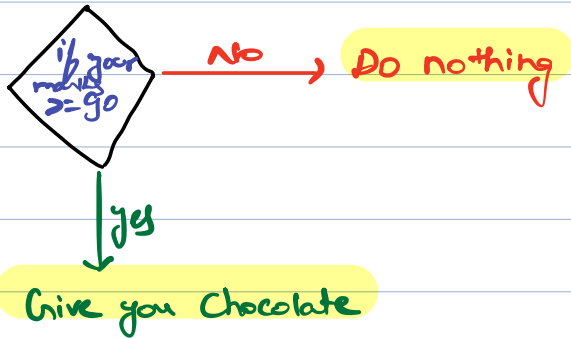 if your
marks
>=90
No
Do nothing
Yes
Give you Chocolate